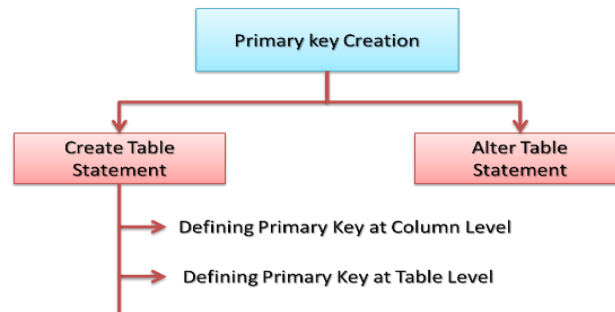 Primary key Creation
Create Table
Statement
Alter Table
Statement
Defining Primary Key at Column Level
Defining Primary Key at Table Level